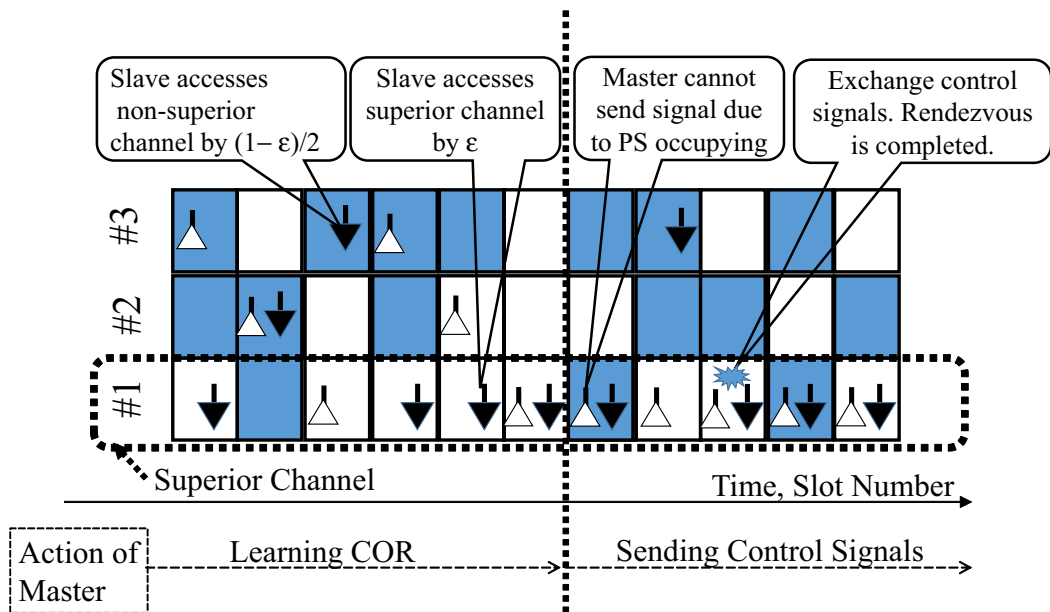 Slave accesses
non-superior
channel by (1− ε)/2
Slave accesses
superior channel
by ε
Master cannot
send signal due
to PS occupying
Exchange control
signals. Rendezvous
is completed.
#3
#2
#1
Superior Channel
Time, Slot Number
Action of
Master
Learning COR
Sending Control Signals